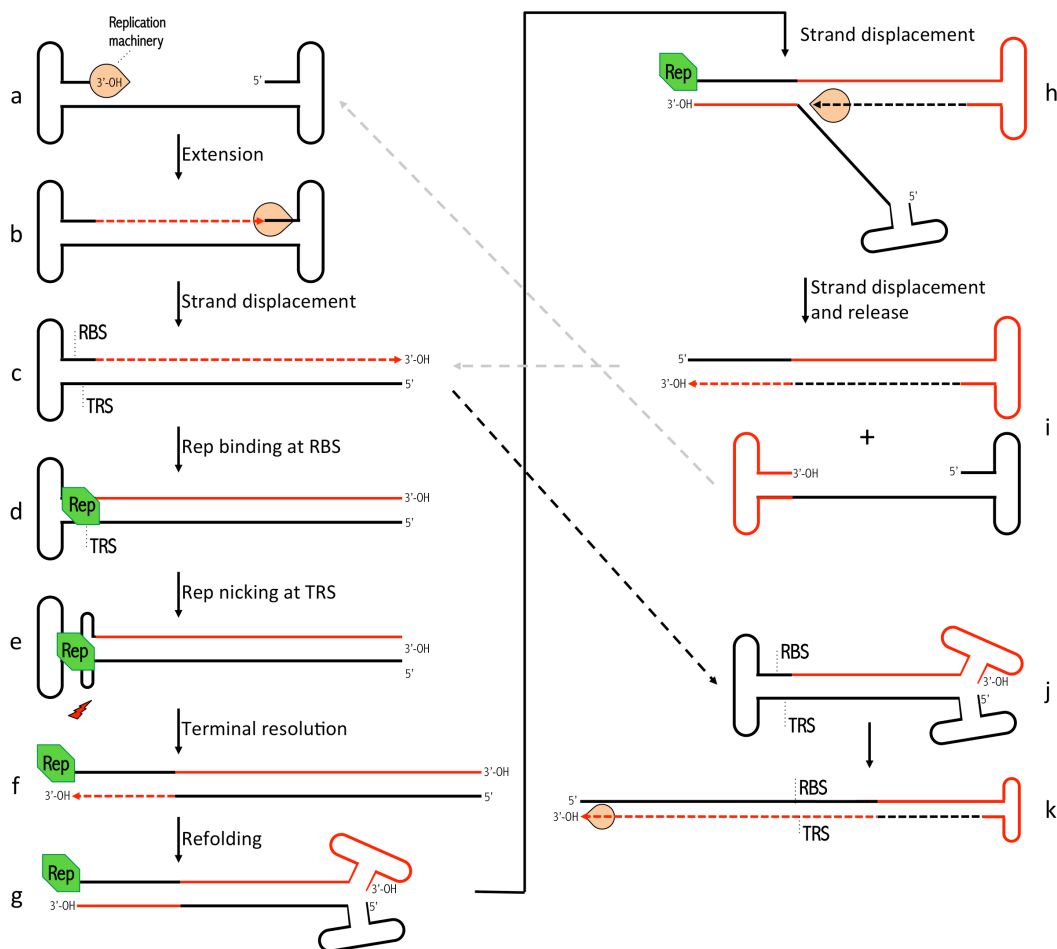 Replication
machinery
3'-OH
5'
a
Extension
b
Strand displacement
RBS
3'-OH
c
5'
TRS
Rep binding at RBS
3'-OH
Rep
d
5'
TRS
Rep nicking at TRS
e
Rep
3'-OH
5'
Terminal resolution
Rep
3'-OH
f
3'-OH
5'
Refolding
Rep
3'-OH
g
3'-OH
5'
Strand displacement
Rep
h
3'-OH
5'
Strand displacement
and release
5'
3'-OH
i
+
3'-OH
5'
RBS
3'-OH
j
5'
TRS
RBS
5'
k
3'-OH
TRS